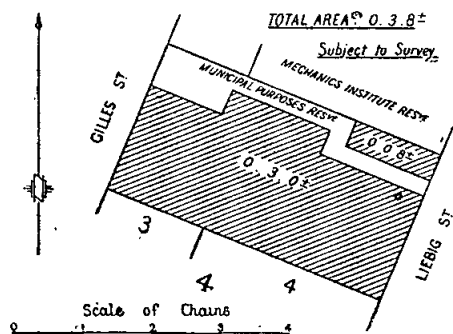 TOTAL AREA 0.3.8±
Subject to Survey
MECHANICS INSTITUTE RESVE
MUNICIPAL PURPOSES RESVE
GILLES ST
0.0.8±
0.3.0±
LIEBIG ST
3
4
4
Scale of Chains
0 1 2 3 4